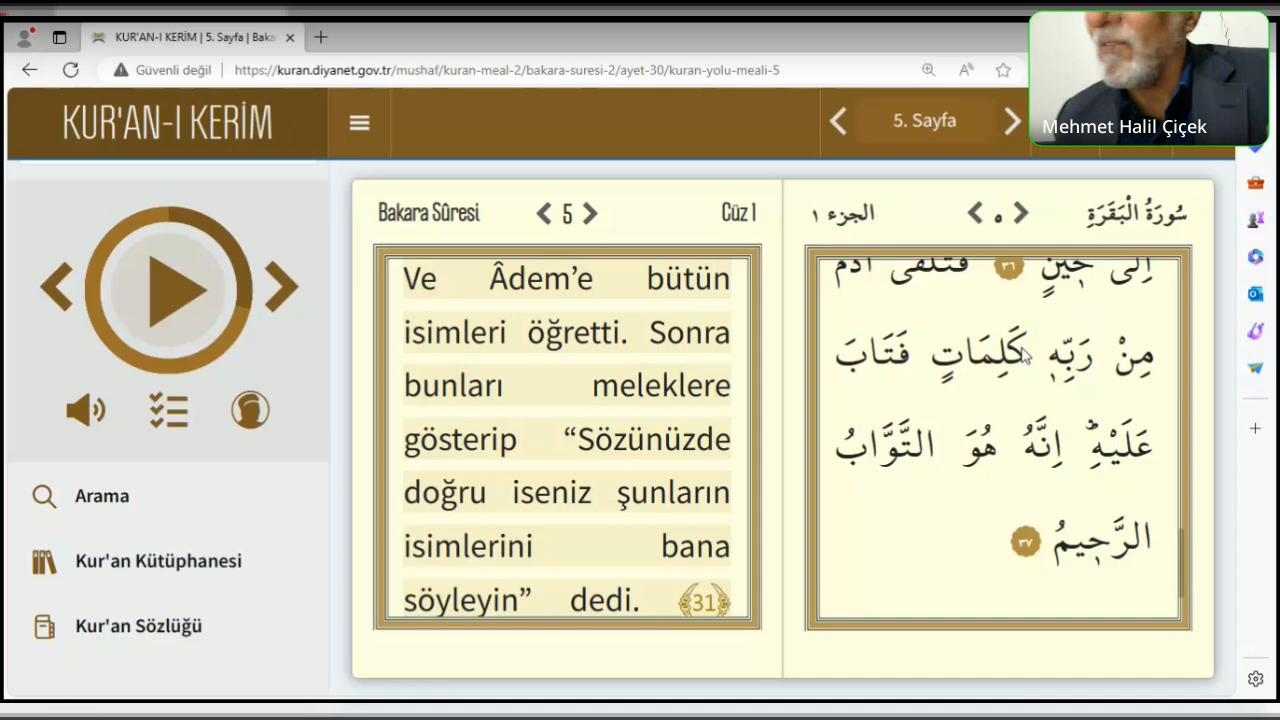 KUR'AN-I KERİM | 5. Sayfa | Baka
Güvenli değil
https://kuran.diyanet.gov.tr/mushaf/kuran-meal-2/bakara-suresi-2/ayet-30/kuran-yolu-meali-5
Mehmet Halil Çiçek
KUR'AN-I KERİM
5. Sayfa
Arama
Kur'an Kütüphanesi
Kur'an Sözlüğü
Bakara Sûresi
5
Cüz 1
Ve Âdem’e bütün
isimleri öğretti. Sonra
bunları meleklere
gösterip “Sözünüzde
doğru iseniz şunların
isimlerini bana
söyleyin” dedi. 31
سُورَةُ الْبَقَرَةِ
٥
الجزء ١
اِلٰى ح۪ينٍ ٣٦ فَتَلَقّٰٓى اٰدَمُ
مِنْ رَبِّه۪ كَلِمَاتٍ فَتَابَ
عَلَيْهِۜ اِنَّهُ هُوَ التَّوَّابُ
الرَّح۪يمُ ٣٧